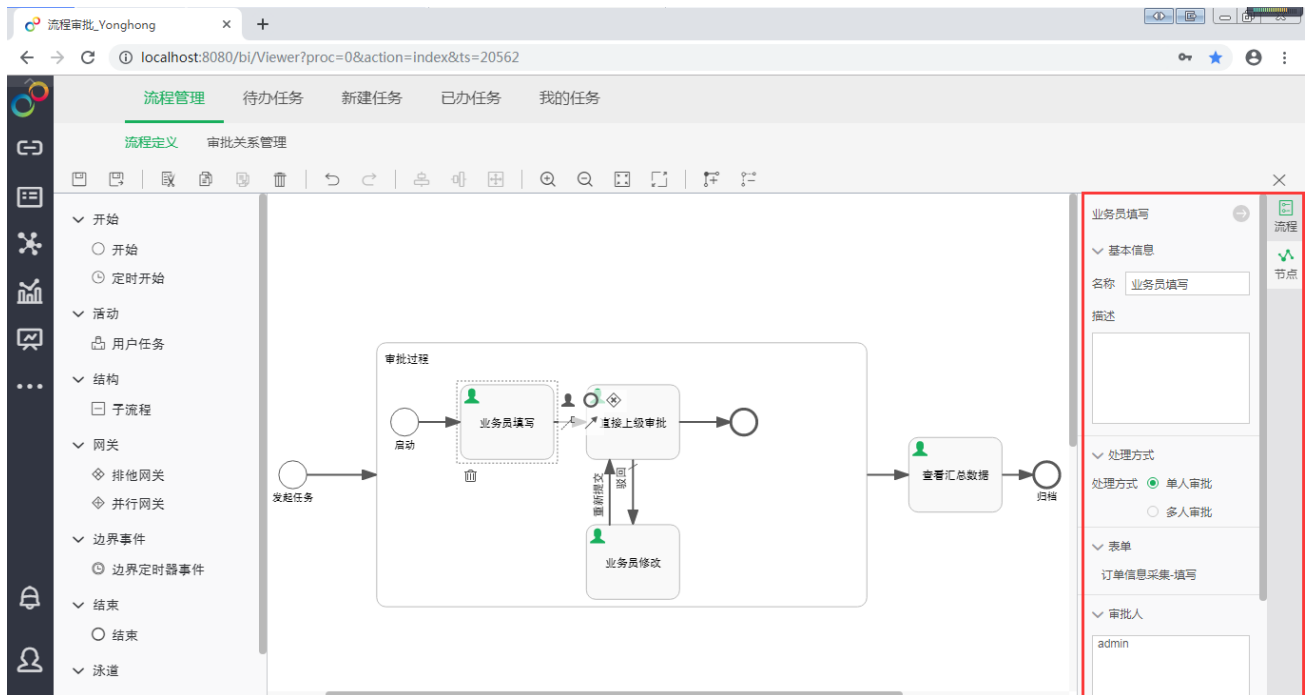 流程审批_Yonghong
localhost:8080/bi/Viewer?proc=0&action=index&ts=20562
流程管理 待办任务 新建任务 已办任务 我的任务
流程定义 审批关系管理
开始
开始
定时开始
活动
用户任务
结构
子流程
网关
排他网关
并行网关
边界事件
边界定时器事件
结束
结束
泳道
审批过程
启动
业务员填写
直接上级审批
发起任务
重新提交
驳回
业务员修改
查看汇总数据
归档
业务员填写
基本信息
名称 业务员填写
描述
处理方式
处理方式 单人审批
多人审批
表单
订单信息采集-填写
审批人
admin
流程
节点